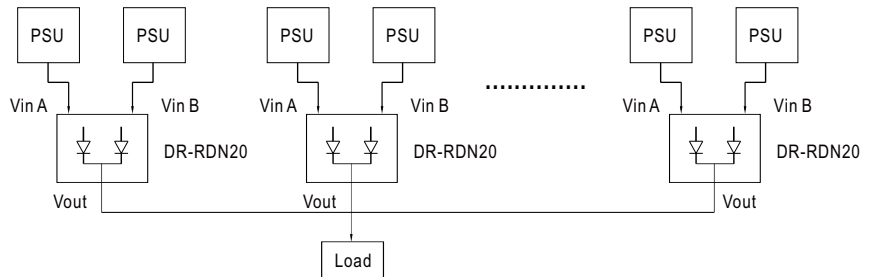 PSU PSU PSU PSU PSU PSU
Vin A Vin B Vin A Vin B Vin A Vin B
DR-RDN20 DR-RDN20 DR-RDN20
Vout Vout Vout
Load